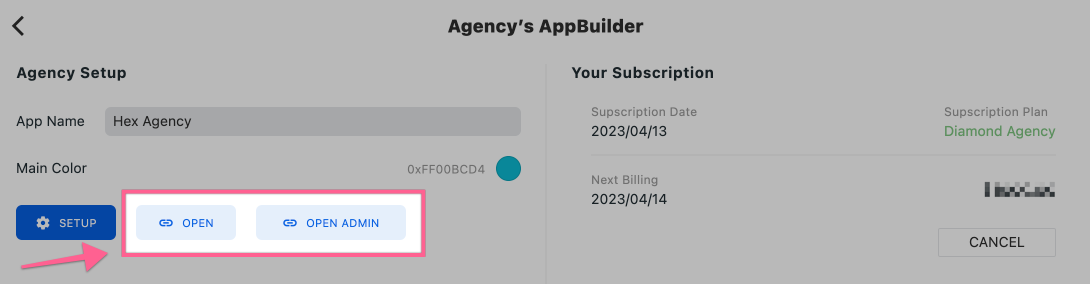 Agency's AppBuilder
Agency Setup
App Name
Hex Agency
Main Color
0xFF00BCD4
SETUP
OPEN
OPEN ADMIN
Your Subscription
Supscription Date
Supscription Plan
2023/04/13
Diamond Agency
Next Billing
2023/04/14
CANCEL